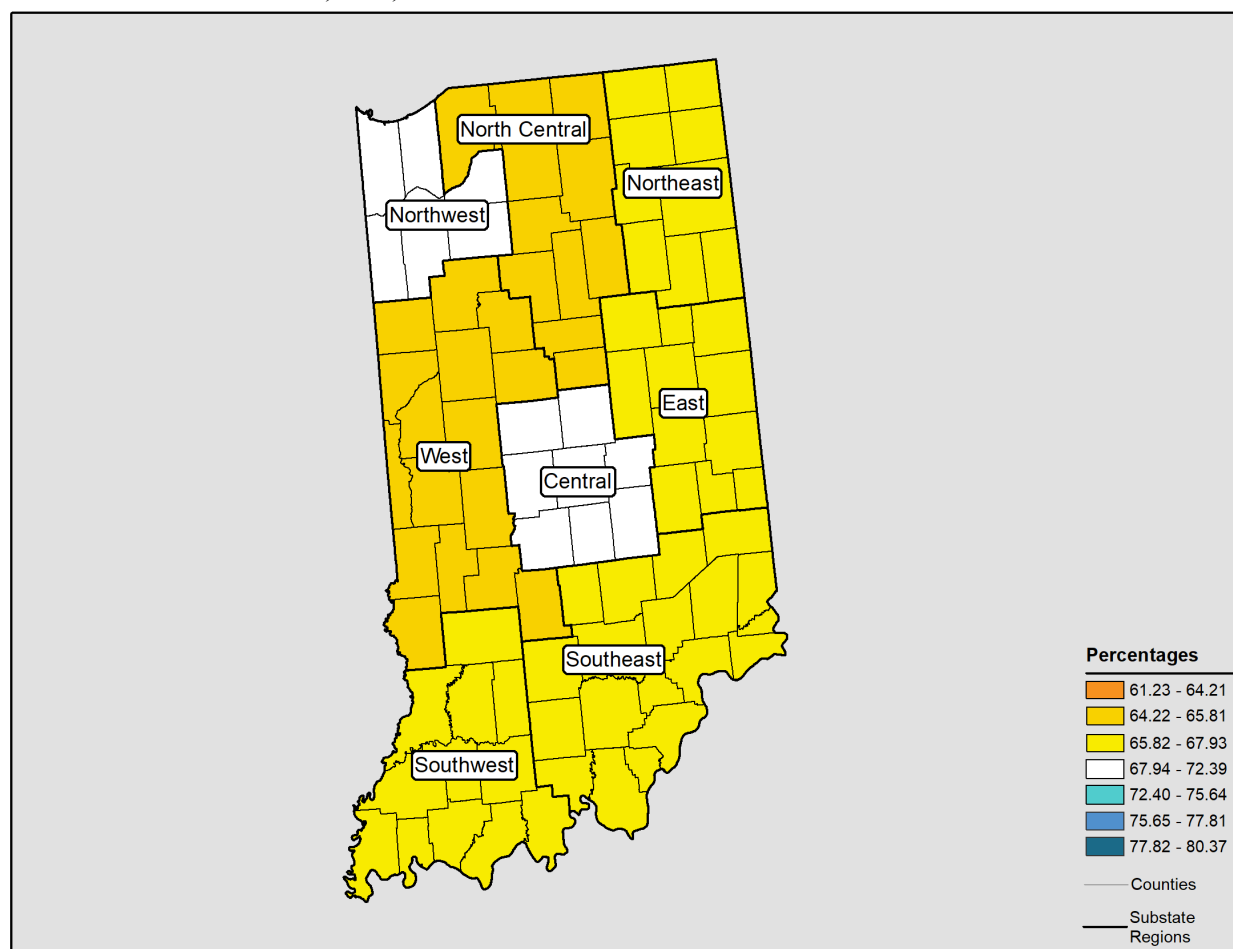 North Central
Northeast
Northwest
East
West
Central
Southeast
Southwest
Percentages
61.23 - 64.21
64.22 - 65.81
65.82 - 67.93
67.94 - 72.39
72.40 - 75.64
75.65 - 77.81
77.82 - 80.37
Counties
Substate
Regions